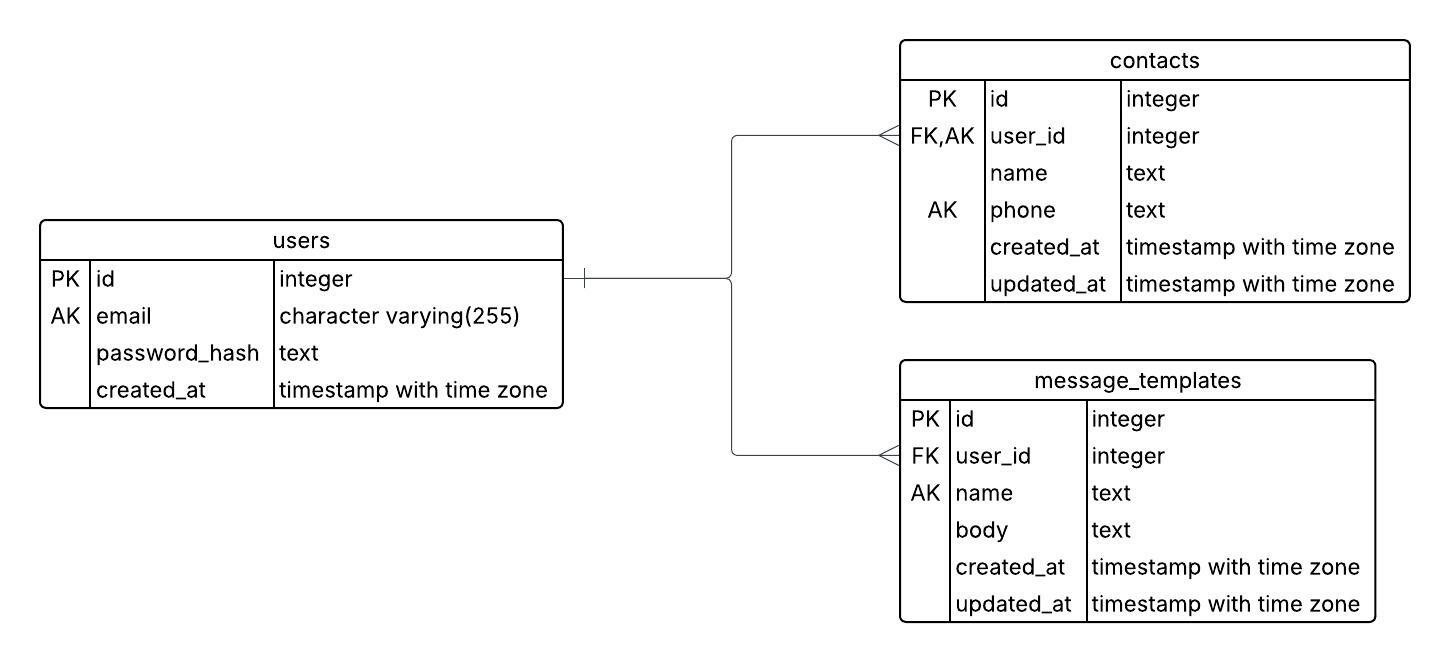 users
PK id integer
AK email character varying(255)
password_hash text
created_at timestamp with time zone
contacts
PK id integer
FK,AK user_id integer
name text
AK phone text
created_at timestamp with time zone
updated_at timestamp with time zone
message_templates
PK id integer
FK user_id integer
AK name text
body text
created_at timestamp with time zone
updated_at timestamp with time zone